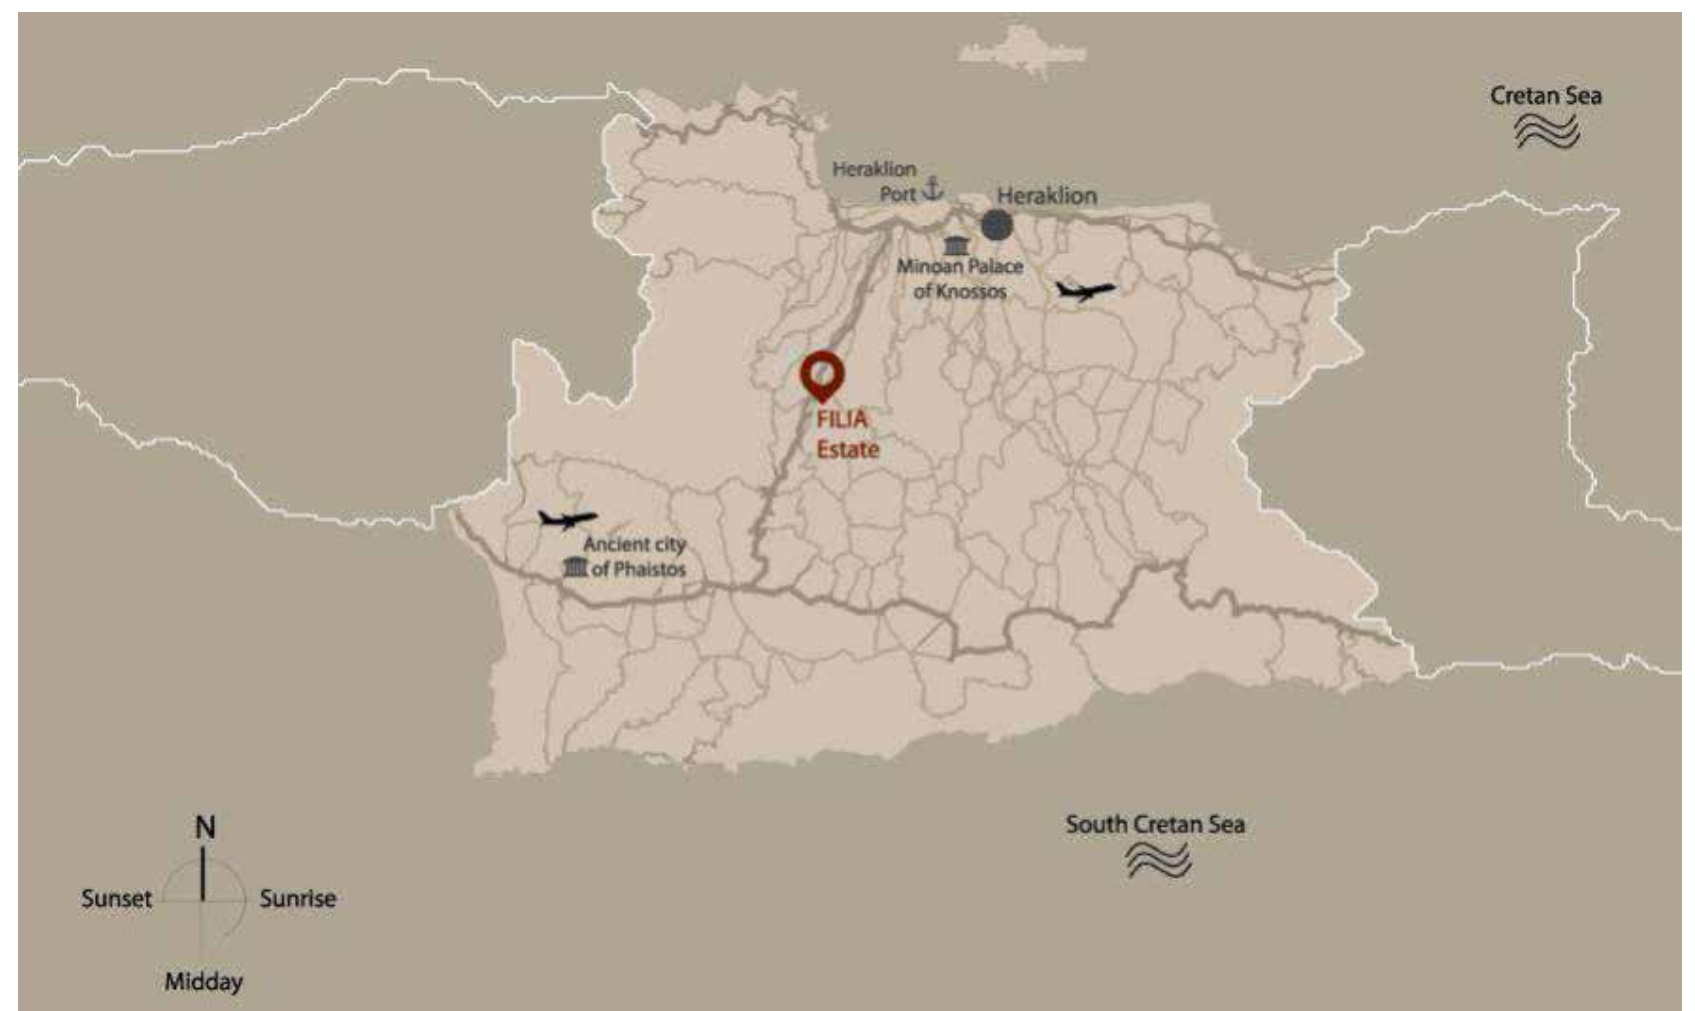 Cretan Sea
Heraklion
Port
Heraklion
Minoan Palace
of Knossos
FILIA
Estate
Ancient city
of Phaistos
South Cretan Sea
N
Sunset
Sunrise
Midday